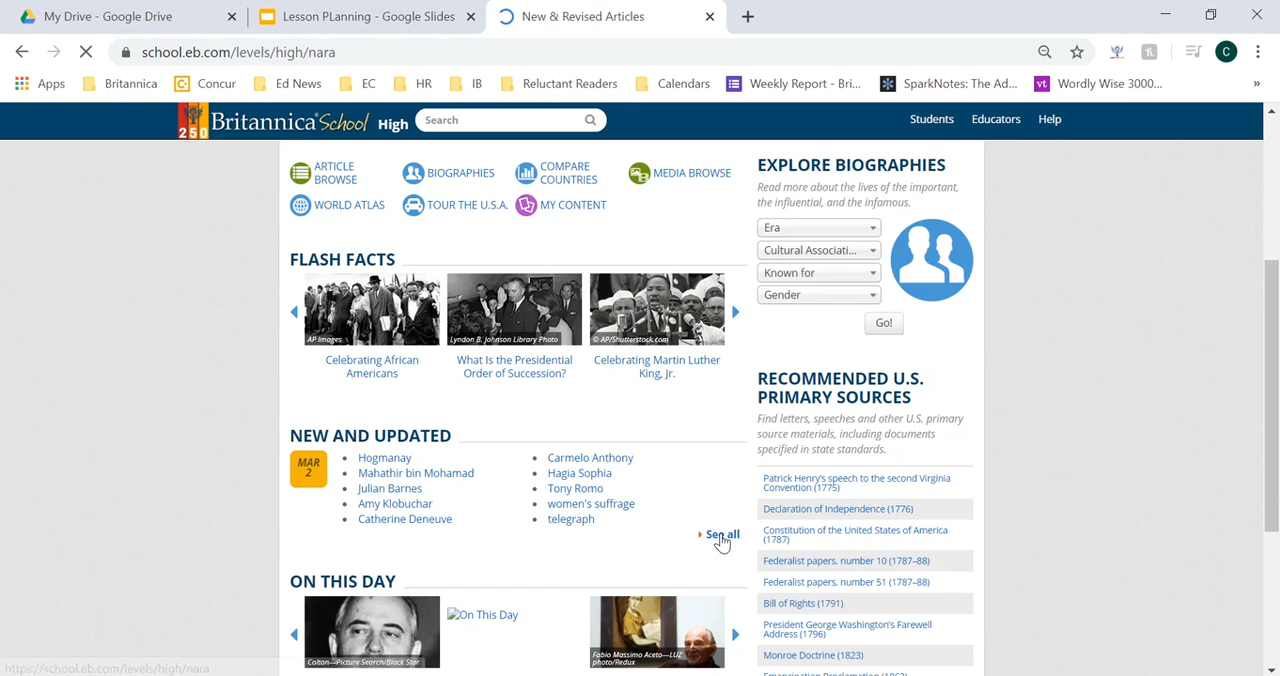 My Drive - Google Drive
Lesson PLanning - Google Slides
New & Revised Articles
school.eb.com/levels/high/nara
Apps
Britannica
Concur
Ed News
EC
HR
IB
Reluctant Readers
Calendars
Weekly Report - Bri...
SparkNotes: The Ad...
vt
Wordly Wise 3000...
»
C
250
Britannica School High
Search
Students
Educators
Help
ARTICLE
BROWSE
BIOGRAPHIES
COMPARE
COUNTRIES
MEDIA BROWSE
WORLD ATLAS
TOUR THE U.S.A.
MY CONTENT
FLASH FACTS
AP Images
Lyndon B. Johnson Library Photo
© AP/Shutterstock.com
Celebrating African
Americans
What Is the Presidential
Order of Succession?
Celebrating Martin Luther
King, Jr.
NEW AND UPDATED
MAR
2
Hogmanay
Mahathir bin Mohamad
Julian Barnes
Amy Klobuchar
Catherine Deneuve
Carmelo Anthony
Hagia Sophia
Tony Romo
women's suffrage
telegraph
See all
ON THIS DAY
Colton—Picture Search/Black Star
On This Day
Fabio Massimo Aceto—LUZ
photo/Redux
EXPLORE BIOGRAPHIES
Read more about the lives of the important,
the influential, and the infamous.
Era
Cultural Associati...
Known for
Gender
Go!
RECOMMENDED U.S.
PRIMARY SOURCES
Find letters, speeches and other U.S. primary
source materials, including documents
specified in state standards.
Patrick Henry's speech to the second Virginia
Convention (1775)
Declaration of Independence (1776)
Constitution of the United States of America
(1787)
Federalist papers, number 10 (1787–88)
Federalist papers, number 51 (1787–88)
Bill of Rights (1791)
President George Washington's Farewell
Address (1796)
Monroe Doctrine (1823)
Emancipation Proclamation (1863)
https://school.eb.com/levels/high/nara